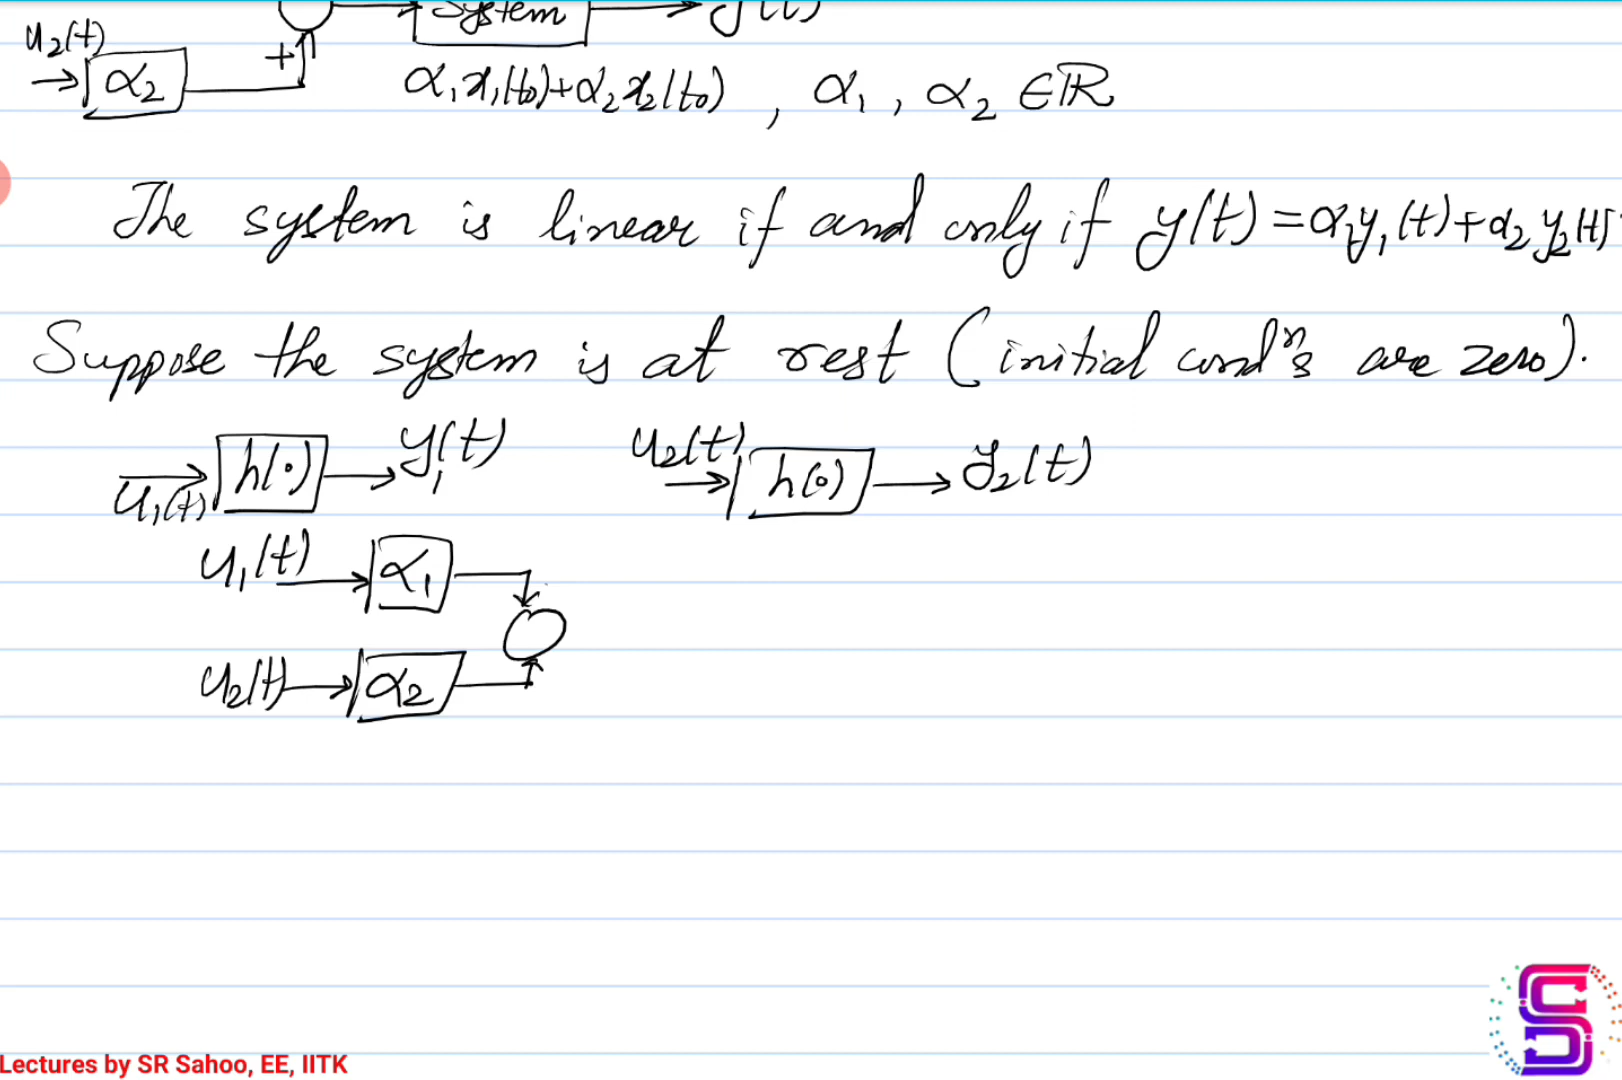 u₂(t)
System → y(t)
α₂ +
α₁x₁(t₀)+α₂x₂(t₀) , α₁ , α₂ ∈ℝ
The system is linear if and only if y(t) = α₁y₁(t)+α₂y₂(t)
Suppose the system is at rest (initial condⁿs are zero).
u₁(t) h(·) → y₁(t) u₂(t) h(·) → y₂(t)
u₁(t) → α₁
u₂(t) → α₂
Lectures by SR Sahoo, EE, IITK